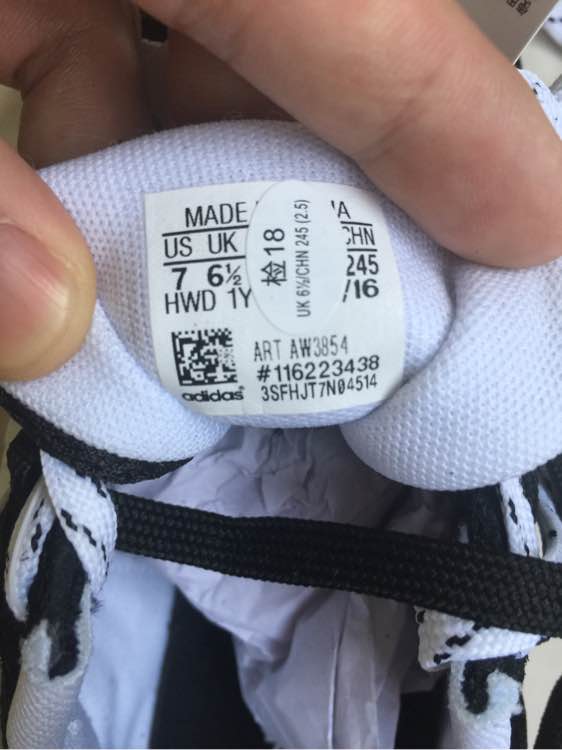 MADE
A
US UK
CHN
7 6½
245
HWD 1Y
/16
检18
UK 6½/CHN 245 (2.5)
ART AW3854
#116223438
adidas
3SFHJT7N04514